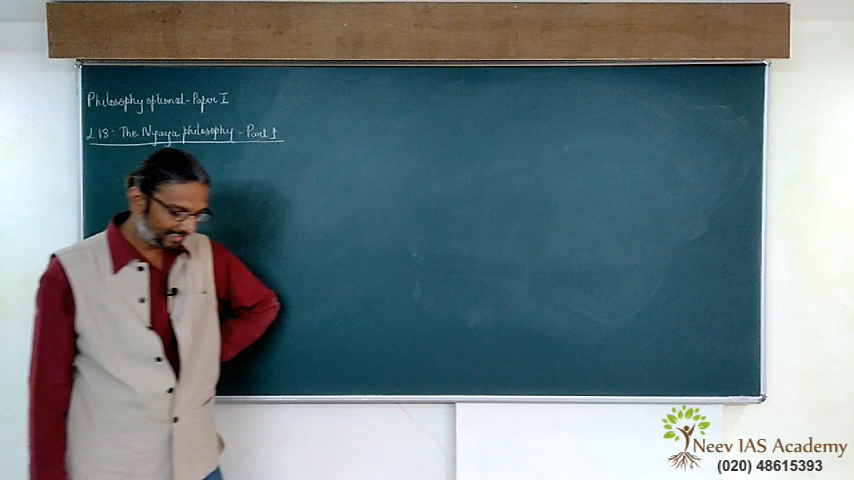 Philosophy optional - Paper I
L 18: The Nyaya philosophy - Part 1
Neev IAS Academy
(020) 48615393